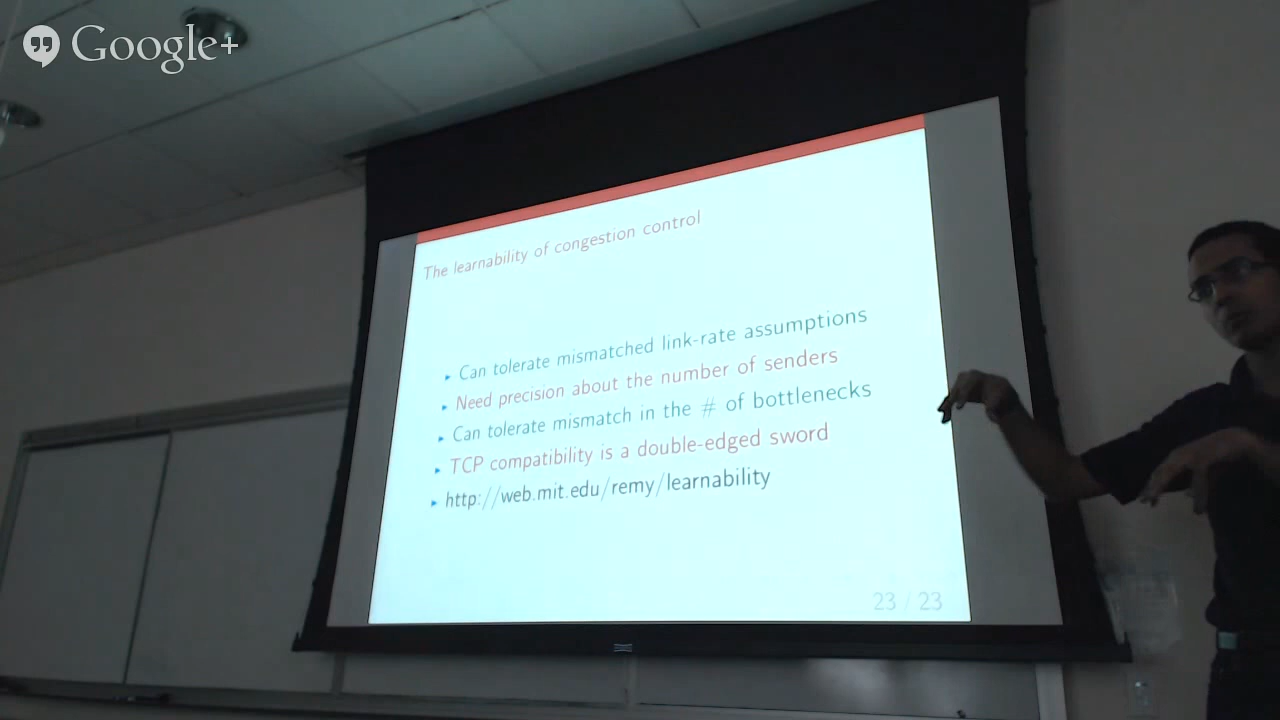 Google+
The learnability of congestion control
Can tolerate mismatched link-rate assumptions
Need precision about the number of senders
Can tolerate mismatch in the # of bottlenecks
TCP compatibility is a double-edged sword
http://web.mit.edu/remy/learnability
23 / 23